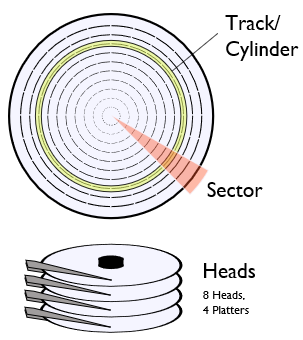 Track/
Cylinder
Sector
Heads
8 Heads,
4 Platters